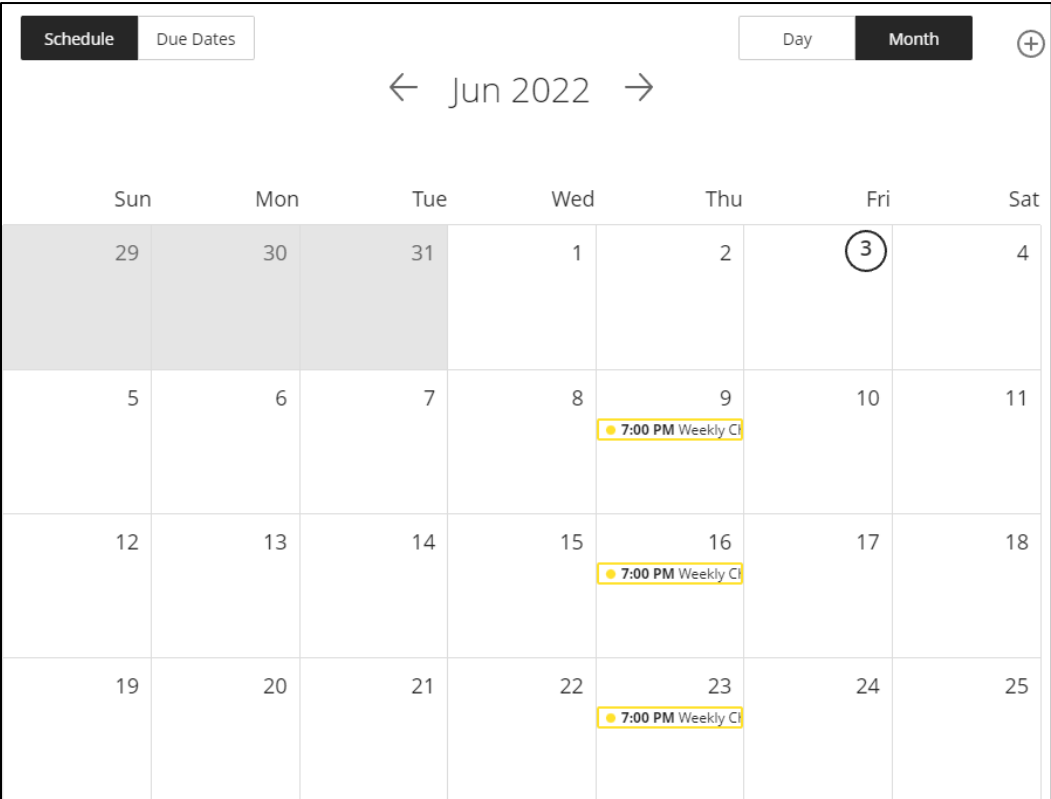 Schedule Due Dates Day Month
Jun 2022
Sun Mon Tue Wed Thu Fri Sat
29 30 31 1 2 3 4
5 6 7 8 9 10 11
7:00 PM Weekly
12 13 14 15 16 17 18
7:00 PM Weekly
19 20 21 22 23 24 25
7:00 PM Weekly